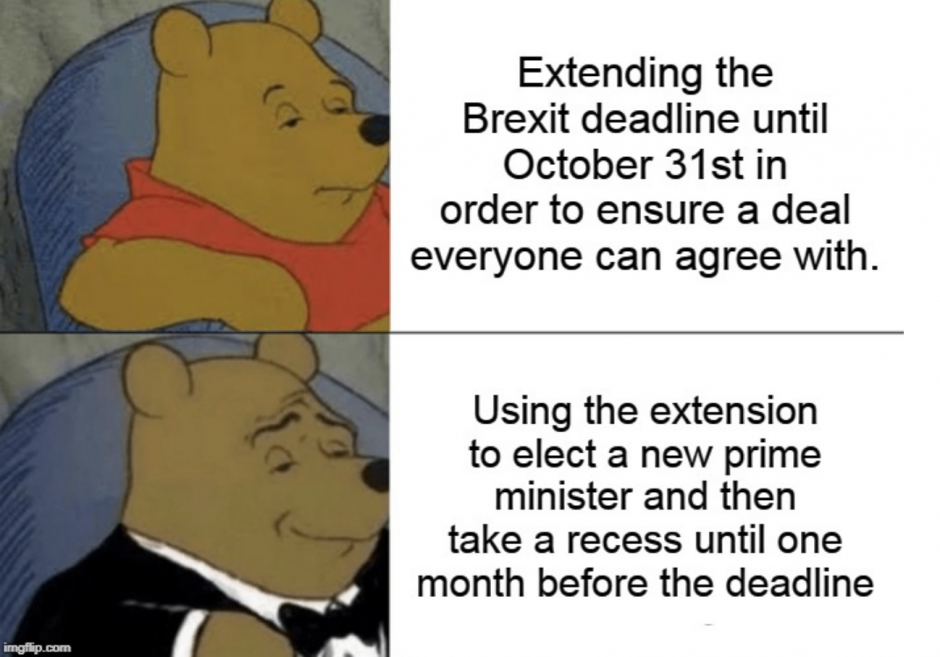 Extending the
Brexit deadline until
October 31st in
order to ensure a deal
everyone can agree with.
Using the extension
to elect a new prime
minister and then
take a recess until one
month before the deadline
imgflip.com